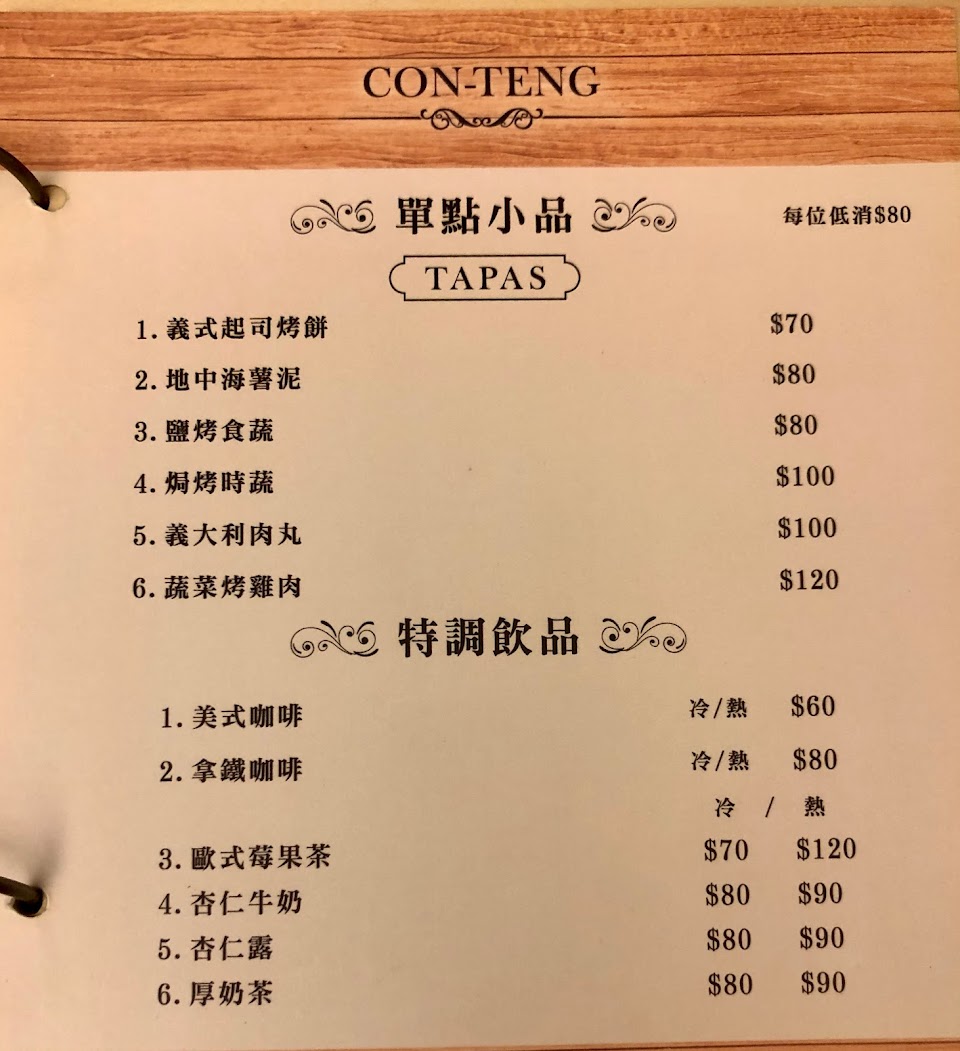 CON-TENG
單點小品 每位低消$80
TAPAS
1. 義式起司烤餅 $70
2. 地中海薯泥 $80
3. 鹽烤食蔬 $80
4. 焗烤時蔬 $100
5. 義大利肉丸 $100
6. 蔬菜烤雞肉 $120
特調飲品
1. 美式咖啡 冷/熱 $60
2. 拿鐵咖啡 冷/熱 $80
冷 / 熱
3. 歐式莓果茶 $70 $120
4. 杏仁牛奶 $80 $90
5. 杏仁露 $80 $90
6. 厚奶茶 $80 $90